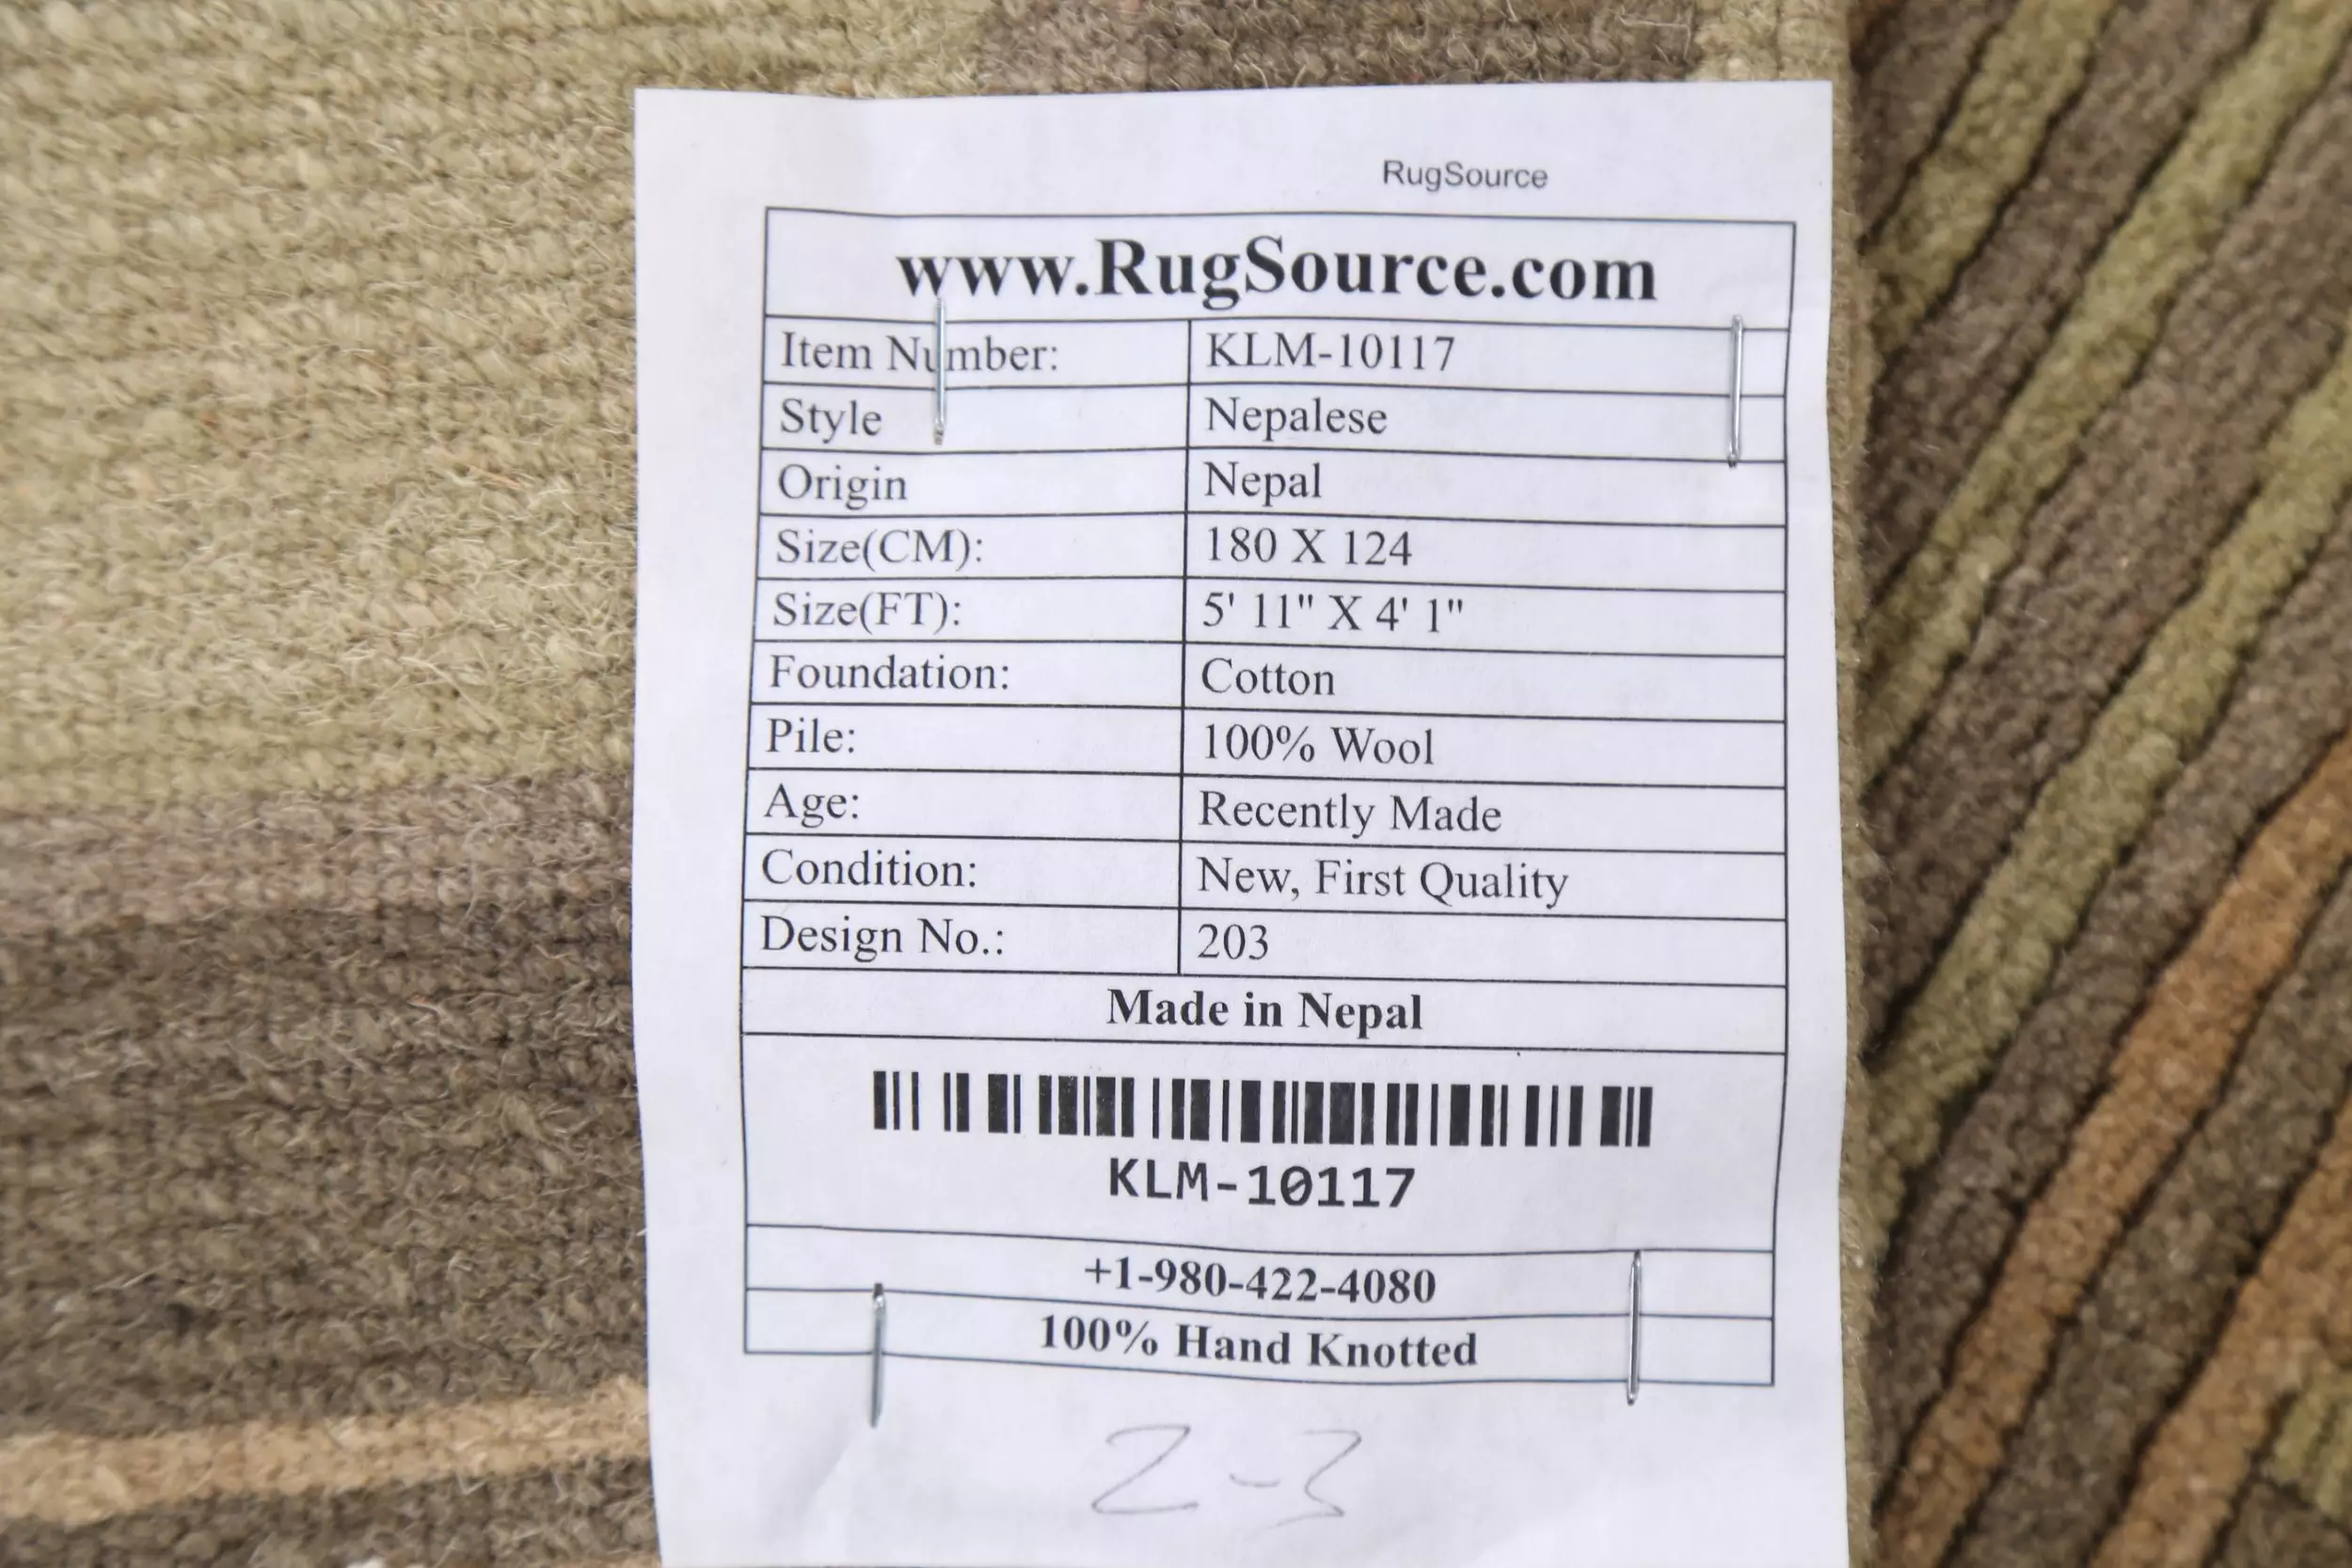 RugSource
www.RugSource.com
Item Number: KLM-10117
Style Nepalese
Origin Nepal
Size(CM): 180 X 124
Size(FT): 5' 11" X 4' 1"
Foundation: Cotton
Pile: 100% Wool
Age: Recently Made
Condition: New, First Quality
Design No.: 203
Made in Nepal
KLM-10117
+1-980-422-4080
100% Hand Knotted
2-3